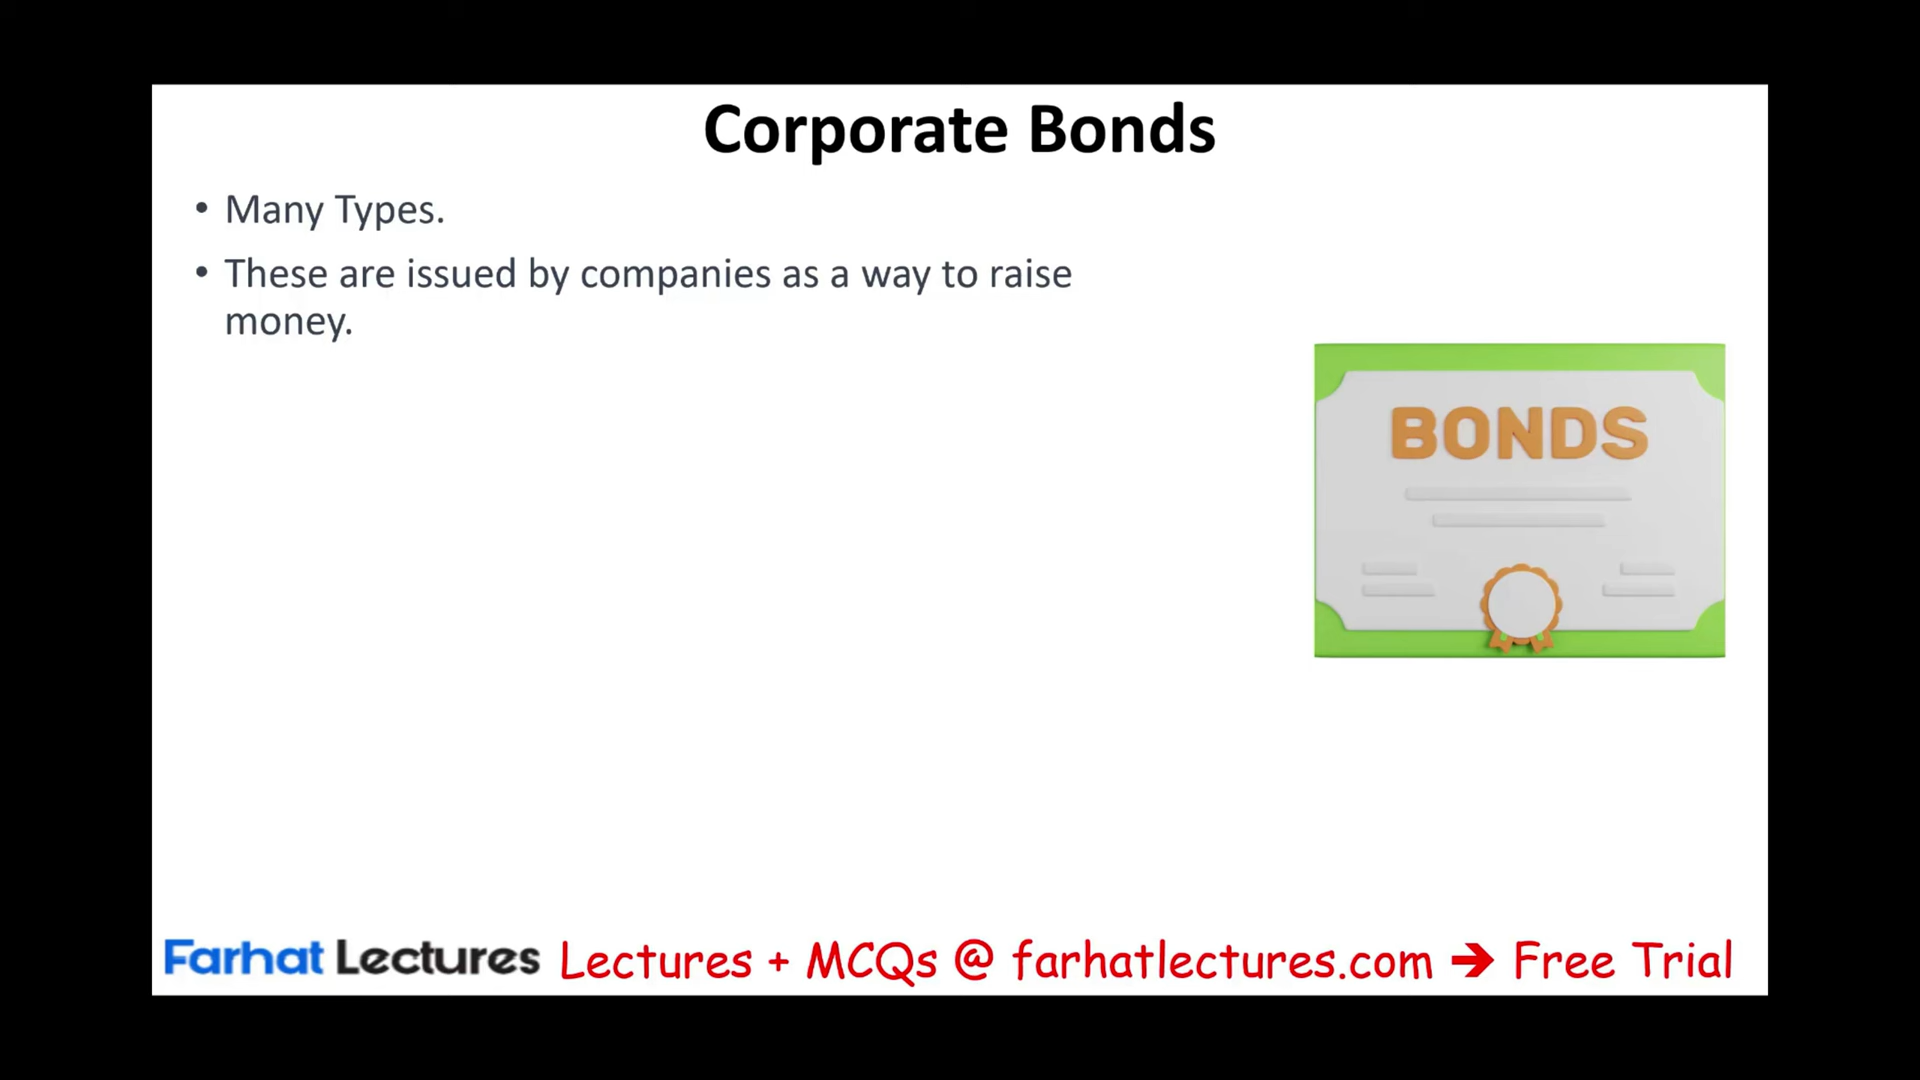 Corporate Bonds
• Many Types.
• These are issued by companies as a way to raise
money.
BONDS
Farhat Lectures Lectures + MCQs @ farhatlectures.com ➔ Free Trial